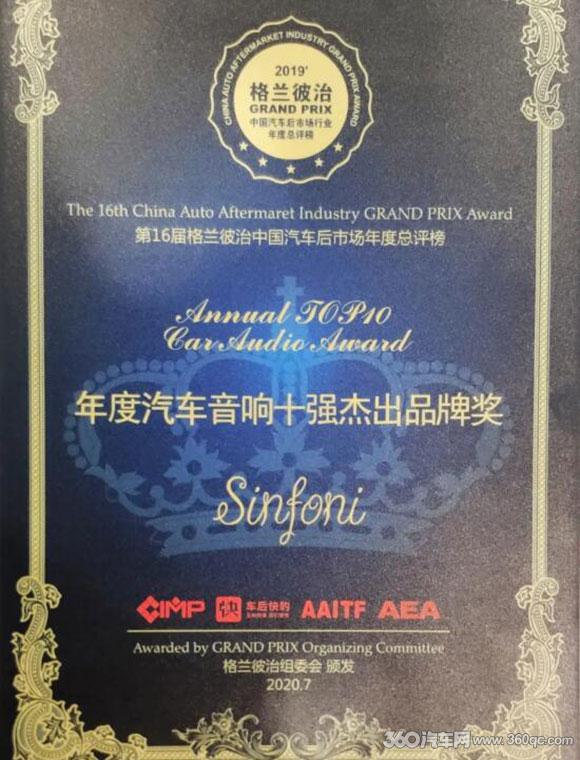 CHINA AUTO AFTERMARKET INDUSTRY GRAND PRIX AWARD
2019'
格兰彼治
GRAND PRIX
中国汽车后市场行业
年度总评榜
The 16th China Auto Aftermaret Industry GRAND PRIX Award
第16届格兰彼治中国汽车后市场年度总评榜
Annual TOP10
Car Audio Award
年度汽车音响十强杰出品牌奖
Sinfoni
CIMP 快 车后快的 AAITF AEA
Awarded by GRAND PRIX Organizing Committee
格兰彼治组委会 颁发
2020.7
360汽车网 www.360qc.com